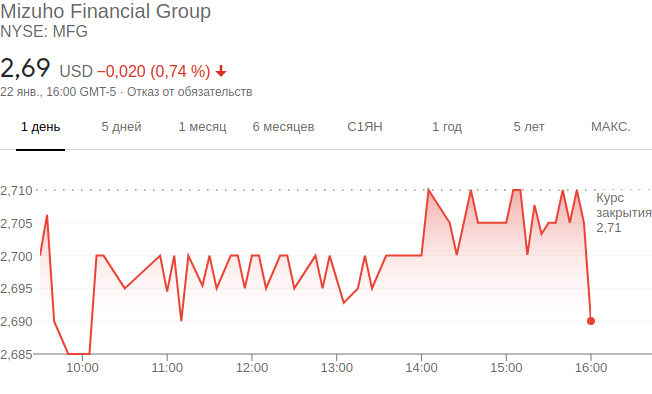 Mizuho Financial Group
NYSE: MFG
2,69 USD −0,020 (0,74 %)
22 янв., 16:00 GMT-5 · Отказ от обязательств
1 день 5 дней 1 месяц 6 месяцев С1ЯН 1 год 5 лет МАКС.
2,710
Курс
закрытия
2,71
2,705
2,700
2,695
2,690
2,685
10:00 11:00 12:00 13:00 14:00 15:00 16:00